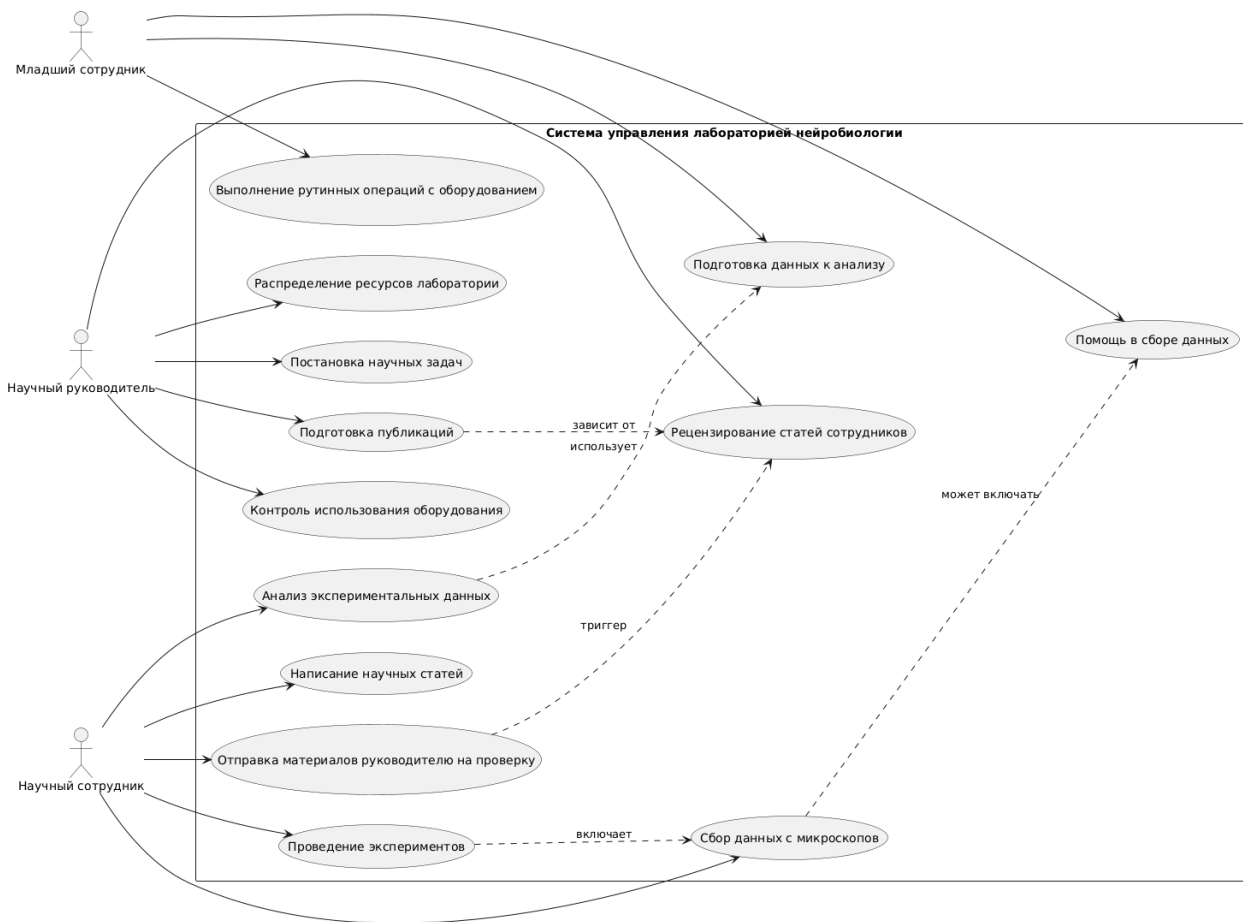 Младший сотрудник
Система управления лабораторией нейробиологии
Выполнение рутинных операций с оборудованием
Подготовка данных к анализу
Распределение ресурсов лаборатории
Помощь в сборе данных
Постановка научных задач
Научный руководитель
зависит от
Подготовка публикаций
Рецензирование статей сотрудников
использует
может включать
Контроль использования оборудования
Анализ экспериментальных данных
триггер
Написание научных статей
Отправка материалов руководителю на проверку
Научный сотрудник
включает
Сбор данных с микроскопов
Проведение экспериментов